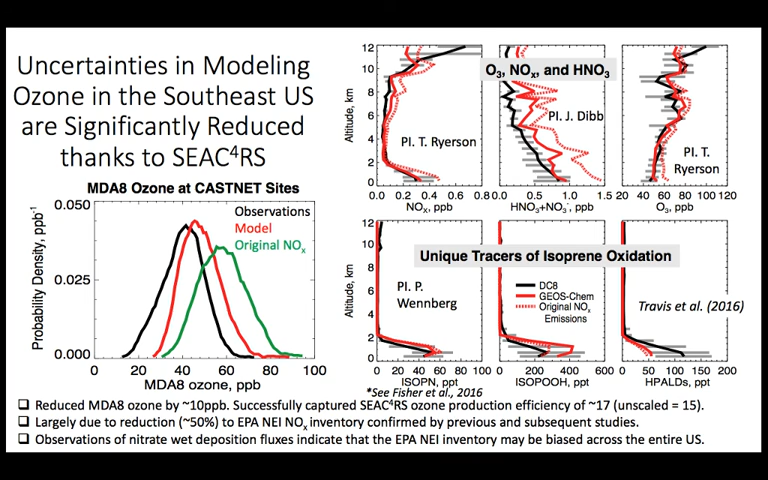 Uncertainties in Modeling
Ozone in the Southeast US
are Significantly Reduced
thanks to SEAC⁴RS
MDA8 Ozone at CASTNET Sites
0.050
0.025
0.000
Probability Density, ppb⁻¹
Observations
Model
Original NOₓ
0 20 40 60 80 100
MDA8 ozone, ppb
O₃, NOₓ, and HNO₃
12
10
8
6
4
2
0
Altitude, km
PI. T. Ryerson
0.0 0.2 0.4 0.6 0.8
NOₓ, ppb
PI. J. Dibb
0.0 0.5 1.0 1.5
HNO₃+NO₃⁻, ppb
PI. T.
Ryerson
20 40 60 80 100 120
O₃, ppb
Unique Tracers of Isoprene Oxidation
12
10
8
6
4
2
0
Altitude, km
PI. P.
Wennberg
0 20 40 60 80 100
ISOPN, ppt
DC8
GEOS-Chem
Original NOₓ
Emissions
0 200 400 600
ISOPOOH, ppt
Travis et al. (2016)
0 50 100 150 200
HPALDs, ppt
*See Fisher et al., 2016
❑ Reduced MDA8 ozone by ~10ppb. Successfully captured SEAC⁴RS ozone production efficiency of ~17 (unscaled = 15).
❑ Largely due to reduction (~50%) to EPA NEI NOₓ inventory confirmed by previous and subsequent studies.
❑ Observations of nitrate wet deposition fluxes indicate that the EPA NEI inventory may be biased across the entire US.